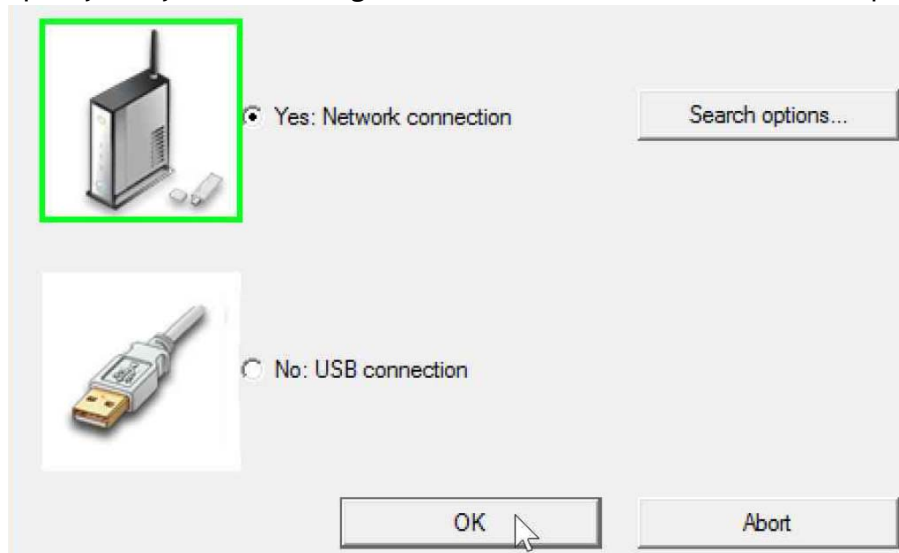 Yes: Network connection
Search options...
No: USB connection
OK
Abort